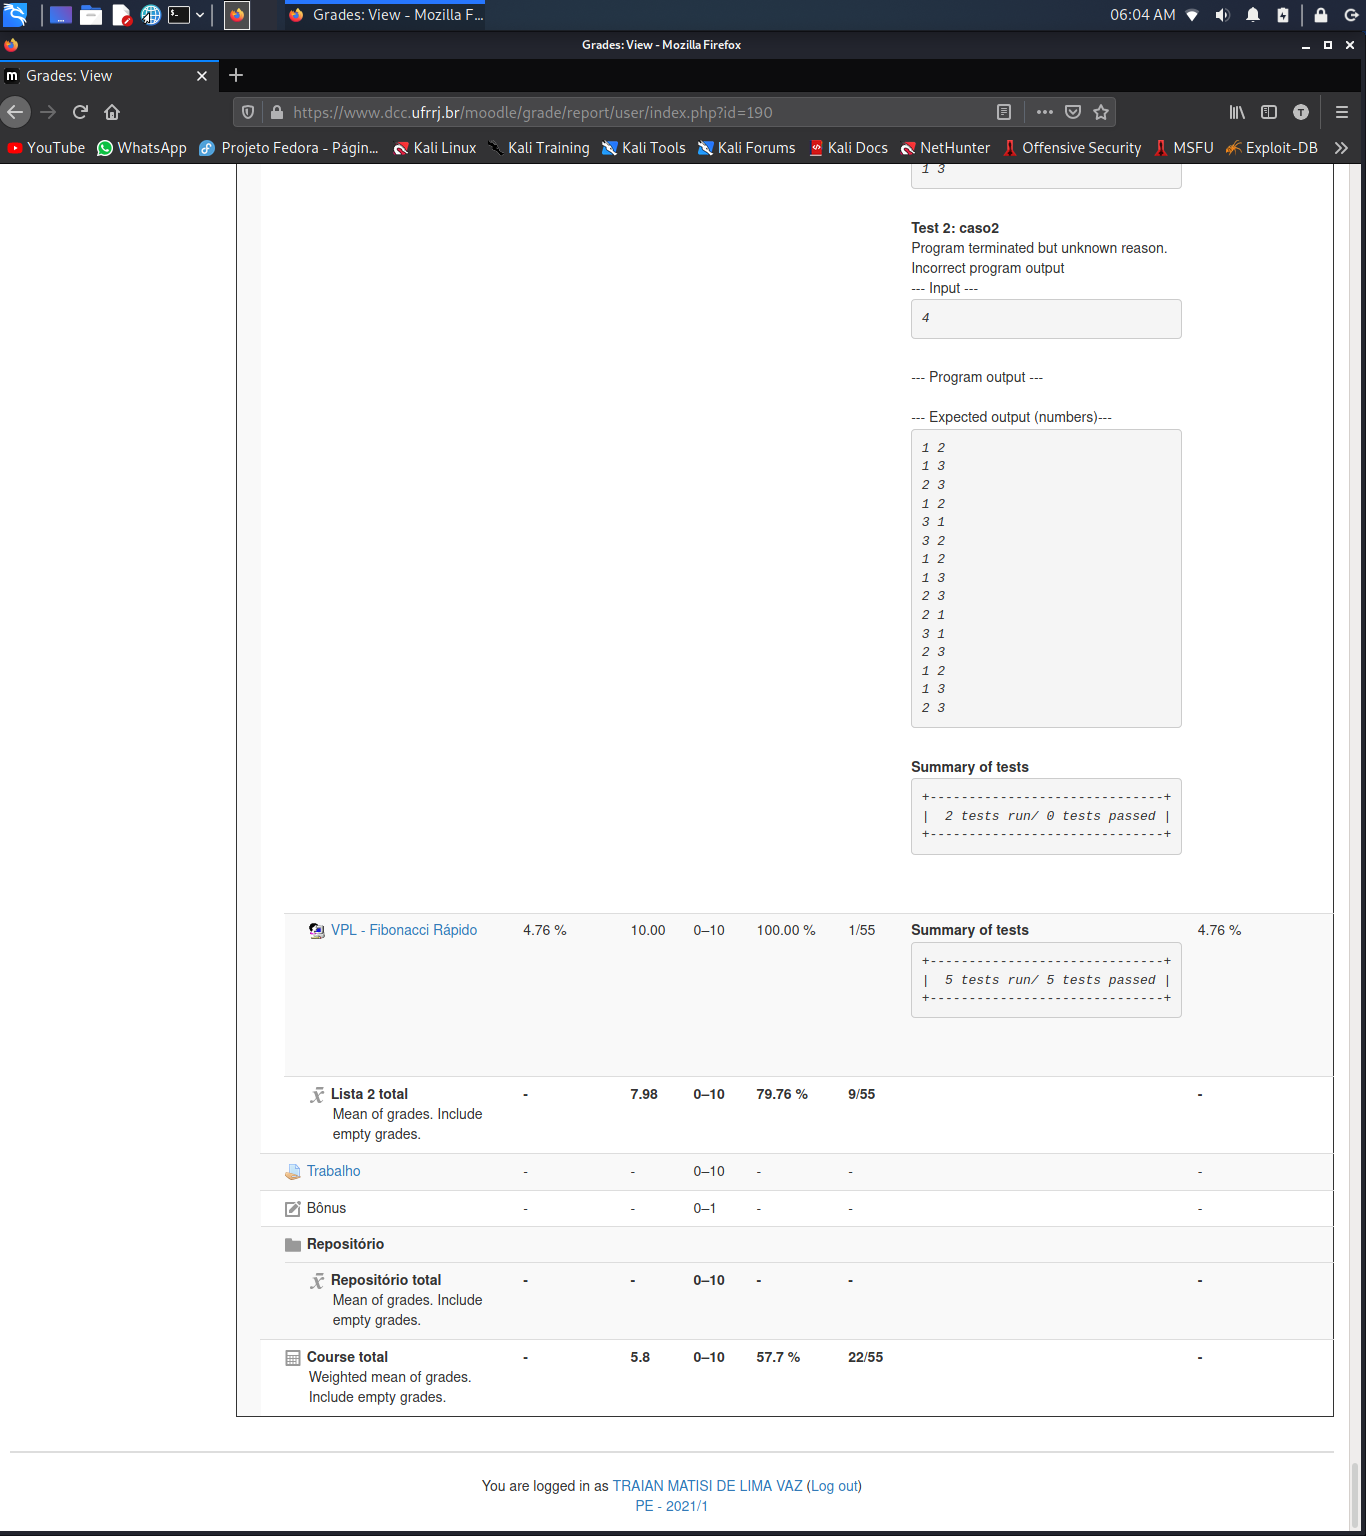 Grades: View - Mozilla F...
06:04 AM
Grades: View - Mozilla Firefox
Grades: View
https://www.dcc.ufrrj.br/moodle/grade/report/user/index.php?id=190
YouTube WhatsApp Projeto Fedora - Págin... Kali Linux Kali Training Kali Tools Kali Forums Kali Docs NetHunter Offensive Security MSFU Exploit-DB
1 3
Test 2: caso2
Program terminated but unknown reason.
Incorrect program output
--- Input ---
4
--- Program output ---
--- Expected output (numbers)---
1 2
1 3
2 3
1 2
3 1
3 2
1 2
1 3
2 3
2 1
3 1
2 3
1 2
1 3
2 3
Summary of tests
+------------------------------+
|  2 tests run/ 0 tests passed |
+------------------------------+
VPL - Fibonacci Rápido 4.76 % 10.00 0–10 100.00 % 1/55 Summary of tests 4.76 %
+------------------------------+
|  5 tests run/ 5 tests passed |
+------------------------------+
Lista 2 total - 7.98 0–10 79.76 % 9/55 -
Mean of grades. Include
empty grades.
Trabalho - - 0–10 - - -
Bônus - - 0–1 - - -
Repositório
Repositório total - - 0–10 - - -
Mean of grades. Include
empty grades.
Course total - 5.8 0–10 57.7 % 22/55 -
Weighted mean of grades.
Include empty grades.
You are logged in as TRAIAN MATISI DE LIMA VAZ (Log out)
PE - 2021/1